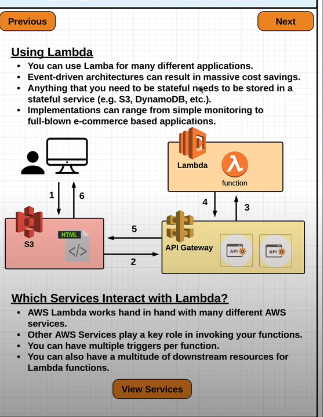 Previous
Next
Using Lambda
• You can use Lamba for many different applications.
• Event-driven architectures can result in massive cost savings.
• Anything that you need to be stateful needs to be stored in a
stateful service (e.g. S3, DynamoDB, etc.).
• Implementations can range from simple monitoring to
full-blown e-commerce based applications.
Lambda
function
1
6
4
3
S3
HTML
</>
5
2
API Gateway
API
API
Which Services Interact with Lambda?
• AWS Lambda works hand in hand with many different AWS
services.
• Other AWS Services play a key role in invoking your functions.
• You can have multiple triggers per function.
• You can also have a multitude of downstream resources for
Lambda functions.
View Services